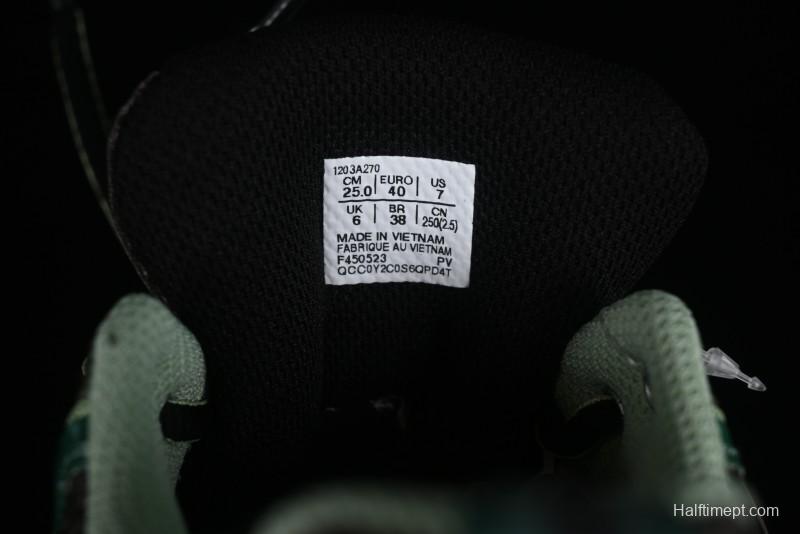 1203A270
CM EURO US
25.0 40 7
UK BR CN
6 38 250(2.5)
MADE IN VIETNAM
FABRIQUE AU VIETNAM
F450523 PV
QCC0Y2C0S6QPD4T
Halftimept.com